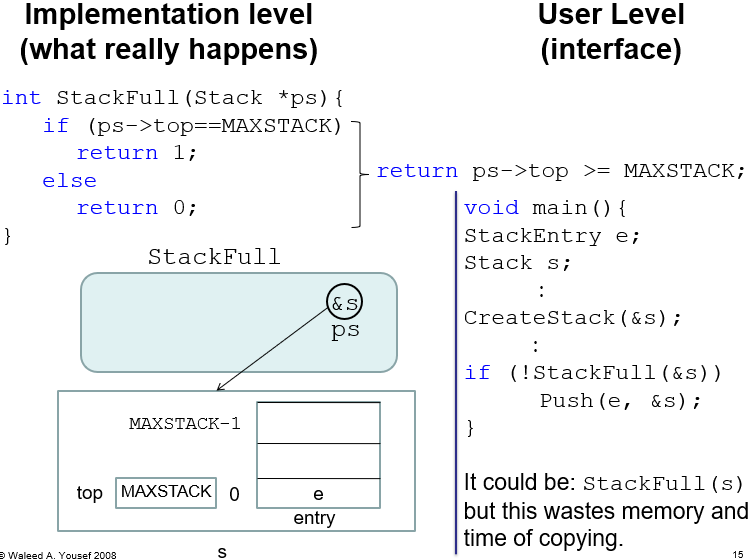 Implementation level
(what really happens)
User Level
(interface)
int StackFull(Stack *ps){
if (ps->top==MAXSTACK)
return 1;
else
return 0;
}
return ps->top >= MAXSTACK;
StackFull
&s
ps
MAXSTACK-1
top
MAXSTACK
0
e
entry
s
void main(){
StackEntry e;
Stack s;
:
CreateStack(&s);
:
if (!StackFull(&s))
Push(e, &s);
}
It could be: StackFull(s)
but this wastes memory and
time of copying.
© Waleed A. Yousef 2008
15